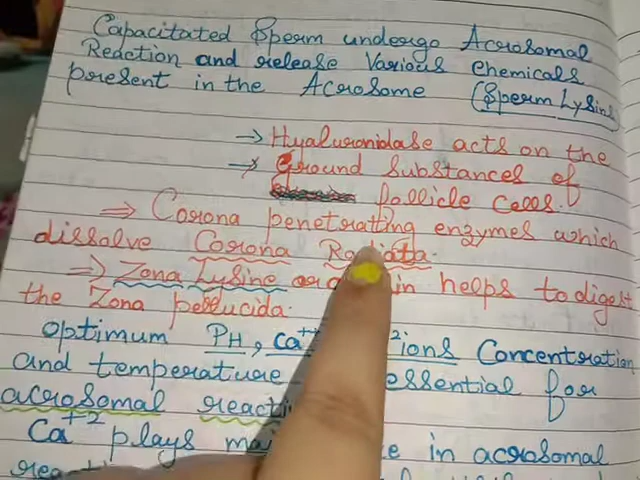 Capacitated Sperm undergo Acrosomal
Reaction and release Various chemicals
present in the Acrosome (Sperm Lysins
→ Hyaluronidase acts on the
→ Ground Substances of
follicle Cells.
⇒ Corona penetrating enzymes which
dissolve Corona Radiata.
⇒ Zona Lysine in helps to digest
the Zona pellucida.
Optimum PH, Ca++ ions Concentration
and temperature essential for
acrosomal reacti
Ca+2 plays in acrosomal